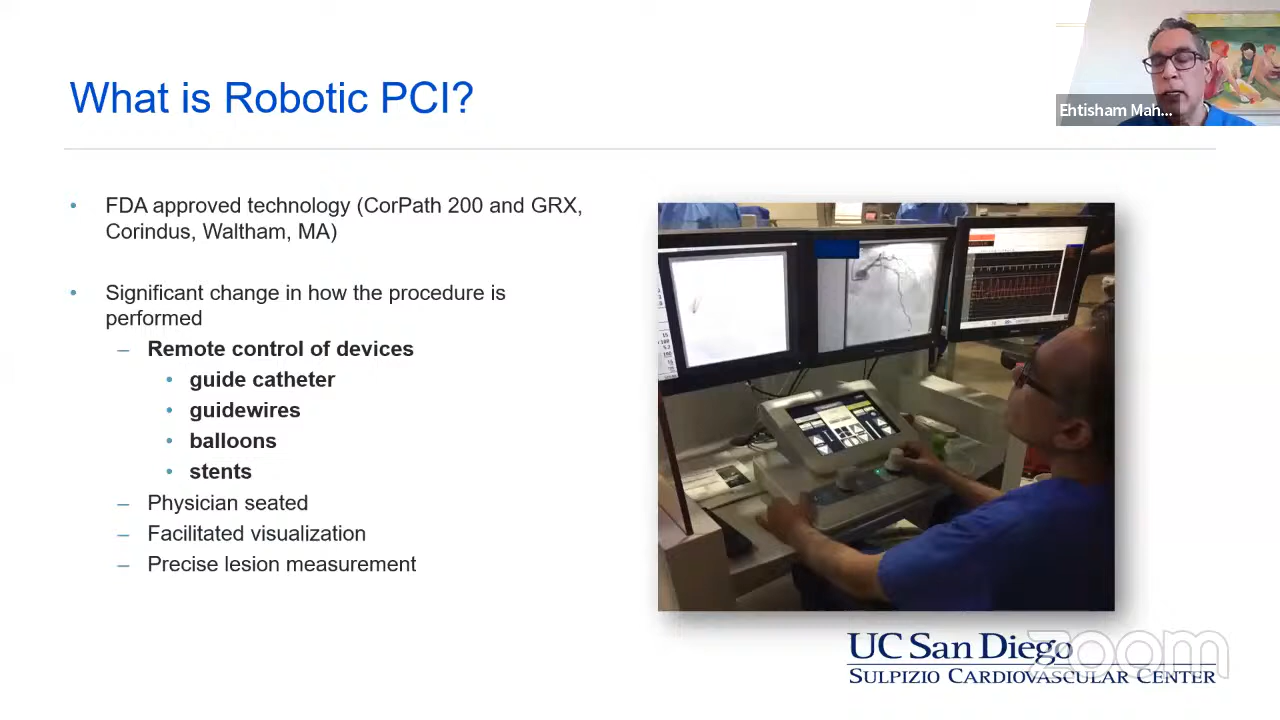 What is Robotic PCI?
Ehtisham Mah...
• FDA approved technology (CorPath 200 and GRX,
Corindus, Waltham, MA)
• Significant change in how the procedure is
performed
– Remote control of devices
• guide catheter
• guidewires
• balloons
• stents
– Physician seated
– Facilitated visualization
– Precise lesion measurement
UC San Diego
zoom
SULPIZIO CARDIOVASCULAR CENTER